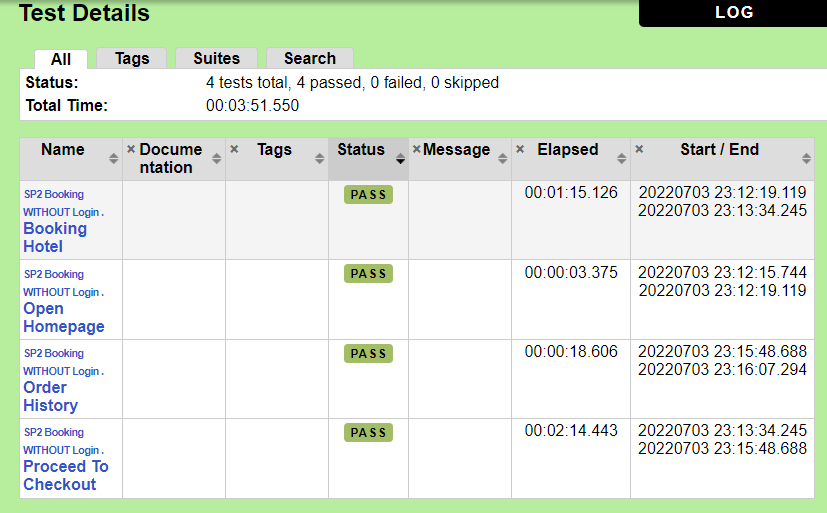 Test Details
LOG
All Tags Suites Search
Status: 4 tests total, 4 passed, 0 failed, 0 skipped
Total Time: 00:03:51.550
Name × Docume × Tags Status × Message × Elapsed × Start / End
ntation
SP2 Booking PASS 00:01:15.126 20220703 23:12:19.119
WITHOUT Login . 20220703 23:13:34.245
Booking
Hotel
SP2 Booking PASS 00:00:03.375 20220703 23:12:15.744
WITHOUT Login . 20220703 23:12:19.119
Open
Homepage
SP2 Booking PASS 00:00:18.606 20220703 23:15:48.688
WITHOUT Login . 20220703 23:16:07.294
Order
History
SP2 Booking PASS 00:02:14.443 20220703 23:13:34.245
WITHOUT Login . 20220703 23:15:48.688
Proceed To
Checkout